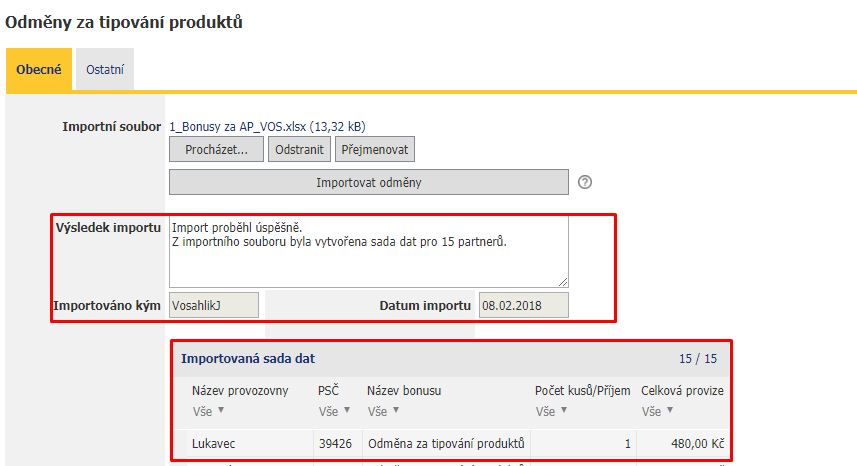 Odměny za tipování produktů
Obecné Ostatní
Importní soubor 1_Bonusy za AP_VOS.xlsx (13,32 kB)
Procházet... Odstranit Přejmenovat
Importovat odměny ?
Výsledek importu Import proběhl úspěšně.
Z importního souboru byla vytvořena sada dat pro 15 partnerů.
Importováno kým VosahlikJ Datum importu 08.02.2018
Importovaná sada dat 15 / 15
Název provozovny PSČ Název bonusu Počet kusů/Příjem Celková provize
Vše Vše Vše Vše Vše
Lukavec 39426 Odměna za tipování produktů 1 480,00 Kč